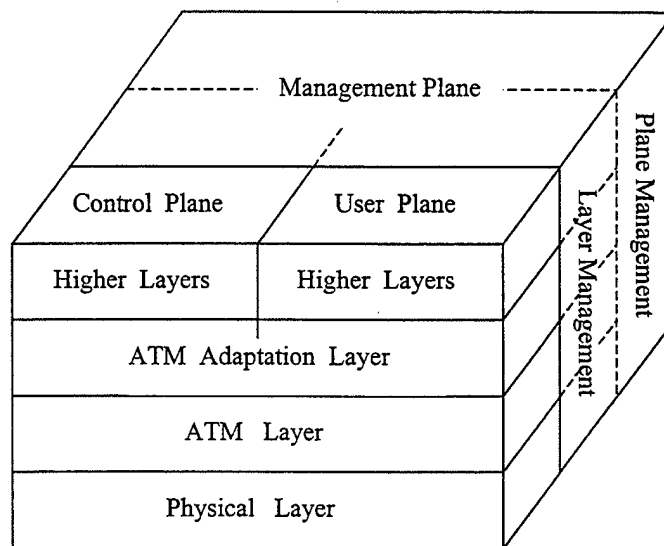 Management Plane
Control Plane
User Plane
Higher Layers
Higher Layers
ATM Adaptation Layer
ATM Layer
Physical Layer
Layer Management
Plane Management